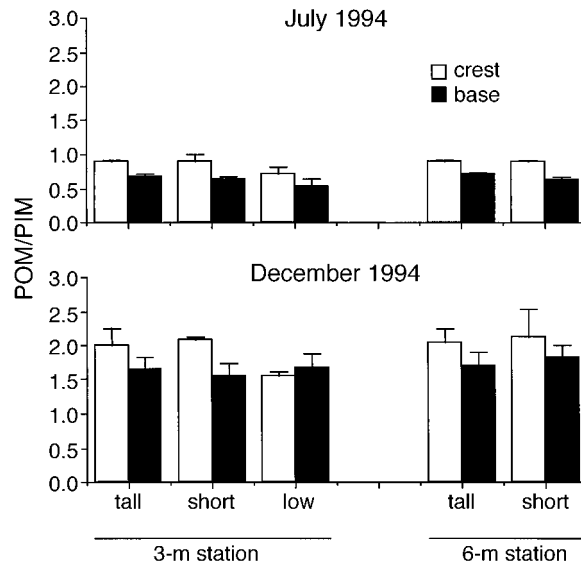 July 1994
3.0
2.5
2.0
1.5
1.0
0.5
0.0
crest
base
POM/PIM
December 1994
3.0
2.5
2.0
1.5
1.0
0.5
0.0
tall short low tall short
3-m station 6-m station